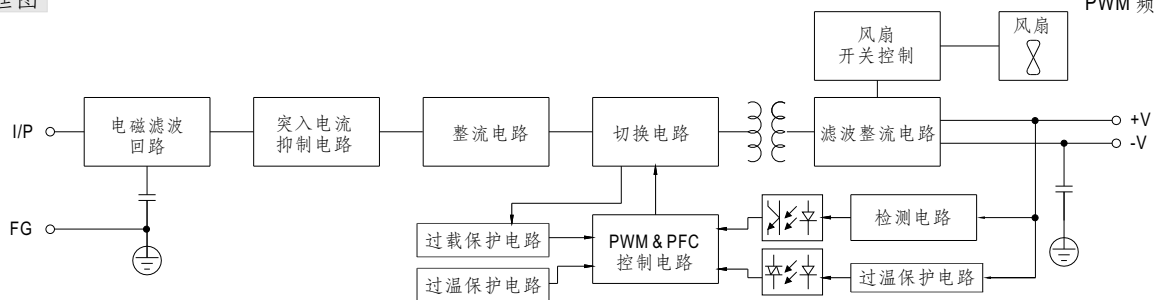 框图
PWM 频
风扇
开关控制
风扇
I/P
电磁滤波
回路
突入电流
抑制电路
整流电路
切换电路
滤波整流电路
+V
-V
FG
过载保护电路
PWM & PFC
控制电路
检测电路
过温保护电路
过温保护电路